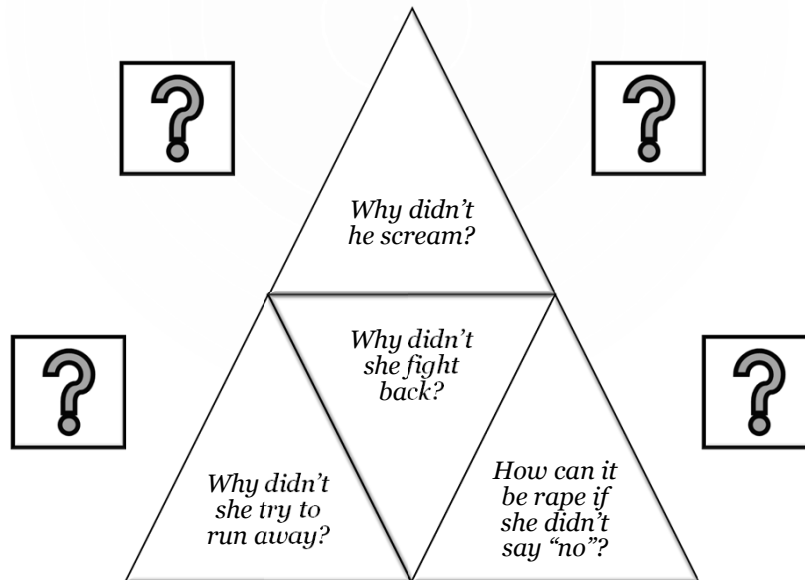 ?
?
Why didn’t
he scream?
?
?
Why didn’t
she fight
back?
Why didn’t
she try to
run away?
How can it
be rape if
she didn’t
say “no”?